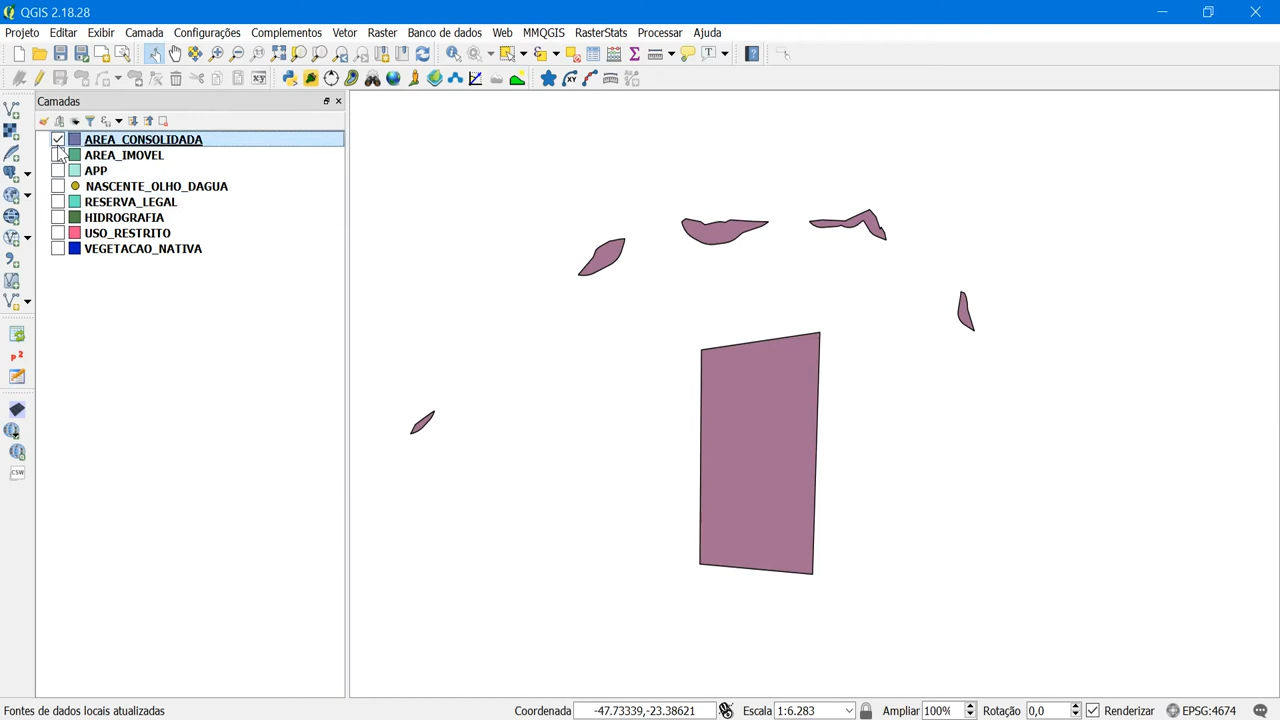 QGIS 2.18.28
Projeto Editar Exibir Camada Configurações Complementos Vetor Raster Banco de dados Web MMQGIS RasterStats Processar Ajuda
Camadas
AREA_CONSOLIDADA
AREA_IMOVEL
APP
NASCENTE_OLHO_DAGUA
RESERVA_LEGAL
HIDROGRAFIA
USO_RESTRITO
VEGETACAO_NATIVA
CSW
Fontes de dados locais atualizadas Coordenada -47.73339,-23.38621 Escala 1:6.283 Ampliar 100% Rotação 0,0 Renderizar EPSG:4674